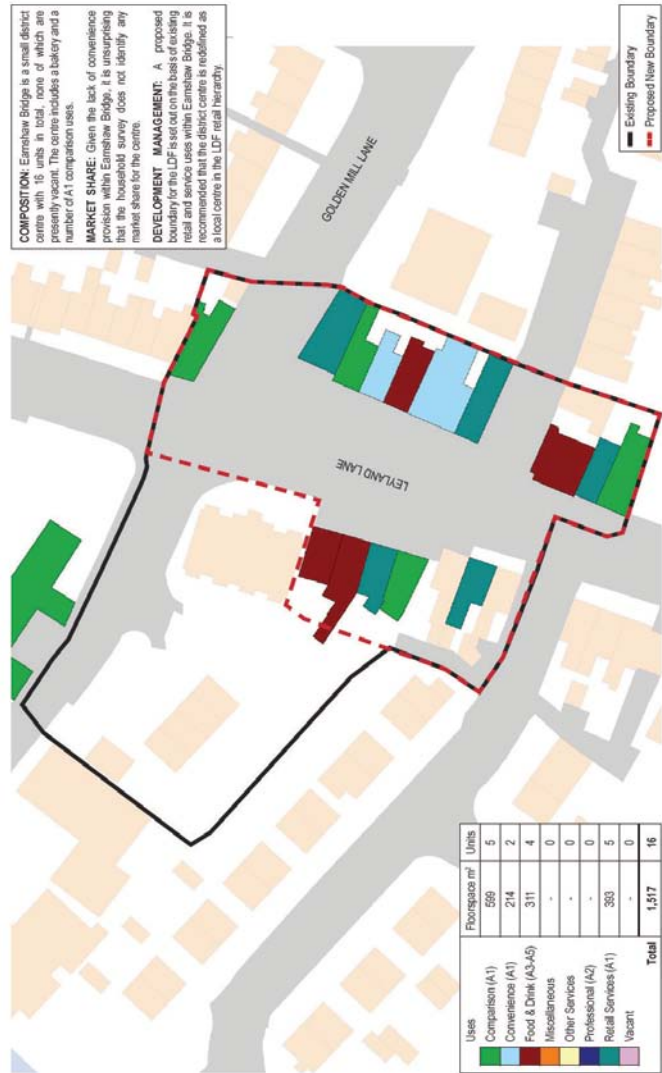 COMPOSITION: Earnshaw Bridge is a small district
centre with 16 units in total, none of which are
presently vacant. The centre includes a bakery and a
number of A1 comparison uses.
MARKET SHARE: Given the lack of convenience
provision within Earnshaw Bridge, it is unsurprising
that the household survey does not identify any
market share for the centre.
DEVELOPMENT MANAGEMENT: A proposed
boundary for the LDF is set out on the basis of existing
retail and service uses within Earnshaw Bridge. It is
recommended that the district centre is redefined as
a local centre in the LDF retail hierarchy.
GOLDEN MILL LANE
LEYLAND LANE
Uses Floorspace m² Units
Comparison (A1) 599 5
Convenience (A1) 214 2
Food & Drink (A3-A5) 311 4
Miscellaneous - 0
Other Services - 0
Professional (A2) - 0
Retail Services (A1) 393 5
Vacant - 0
Total 1,517 16
Existing Boundary
Proposed New Boundary